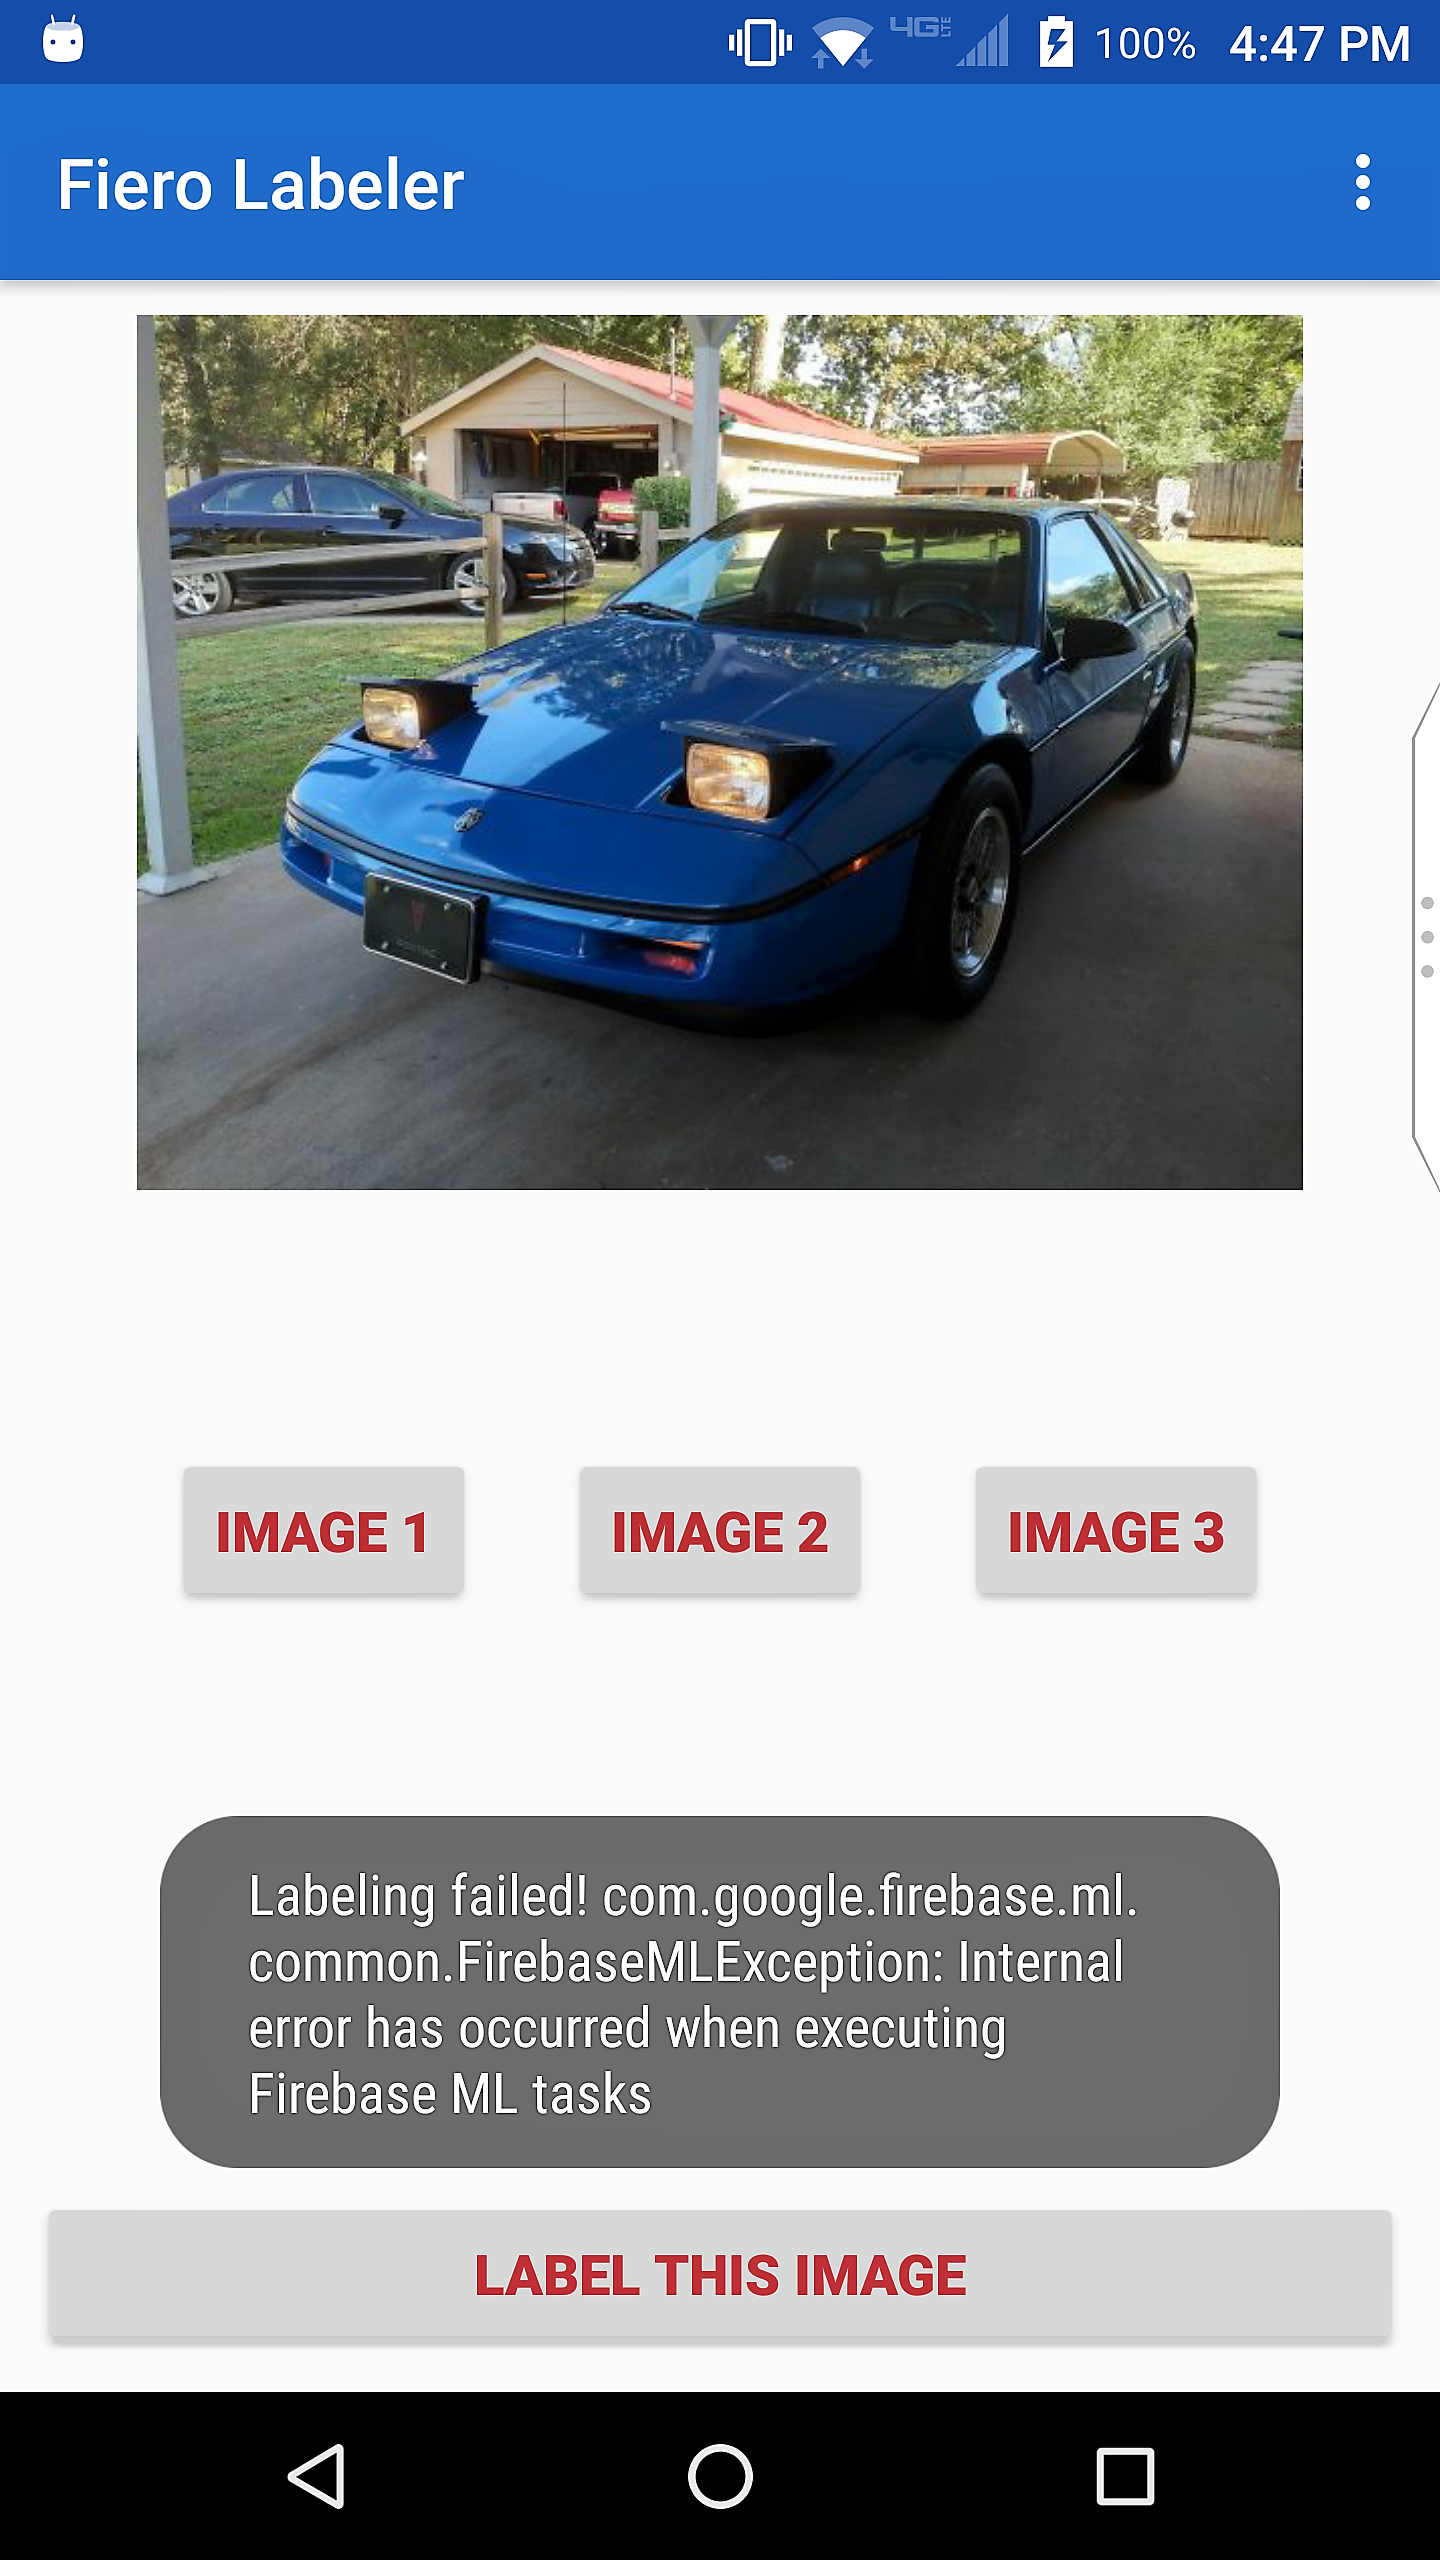 4G LTE 100% 4:47 PM
Fiero Labeler
PONTIAC
IMAGE 1 IMAGE 2 IMAGE 3
Labeling failed! com.google.firebase.ml.
common.FirebaseMLException: Internal
error has occurred when executing
Firebase ML tasks
LABEL THIS IMAGE